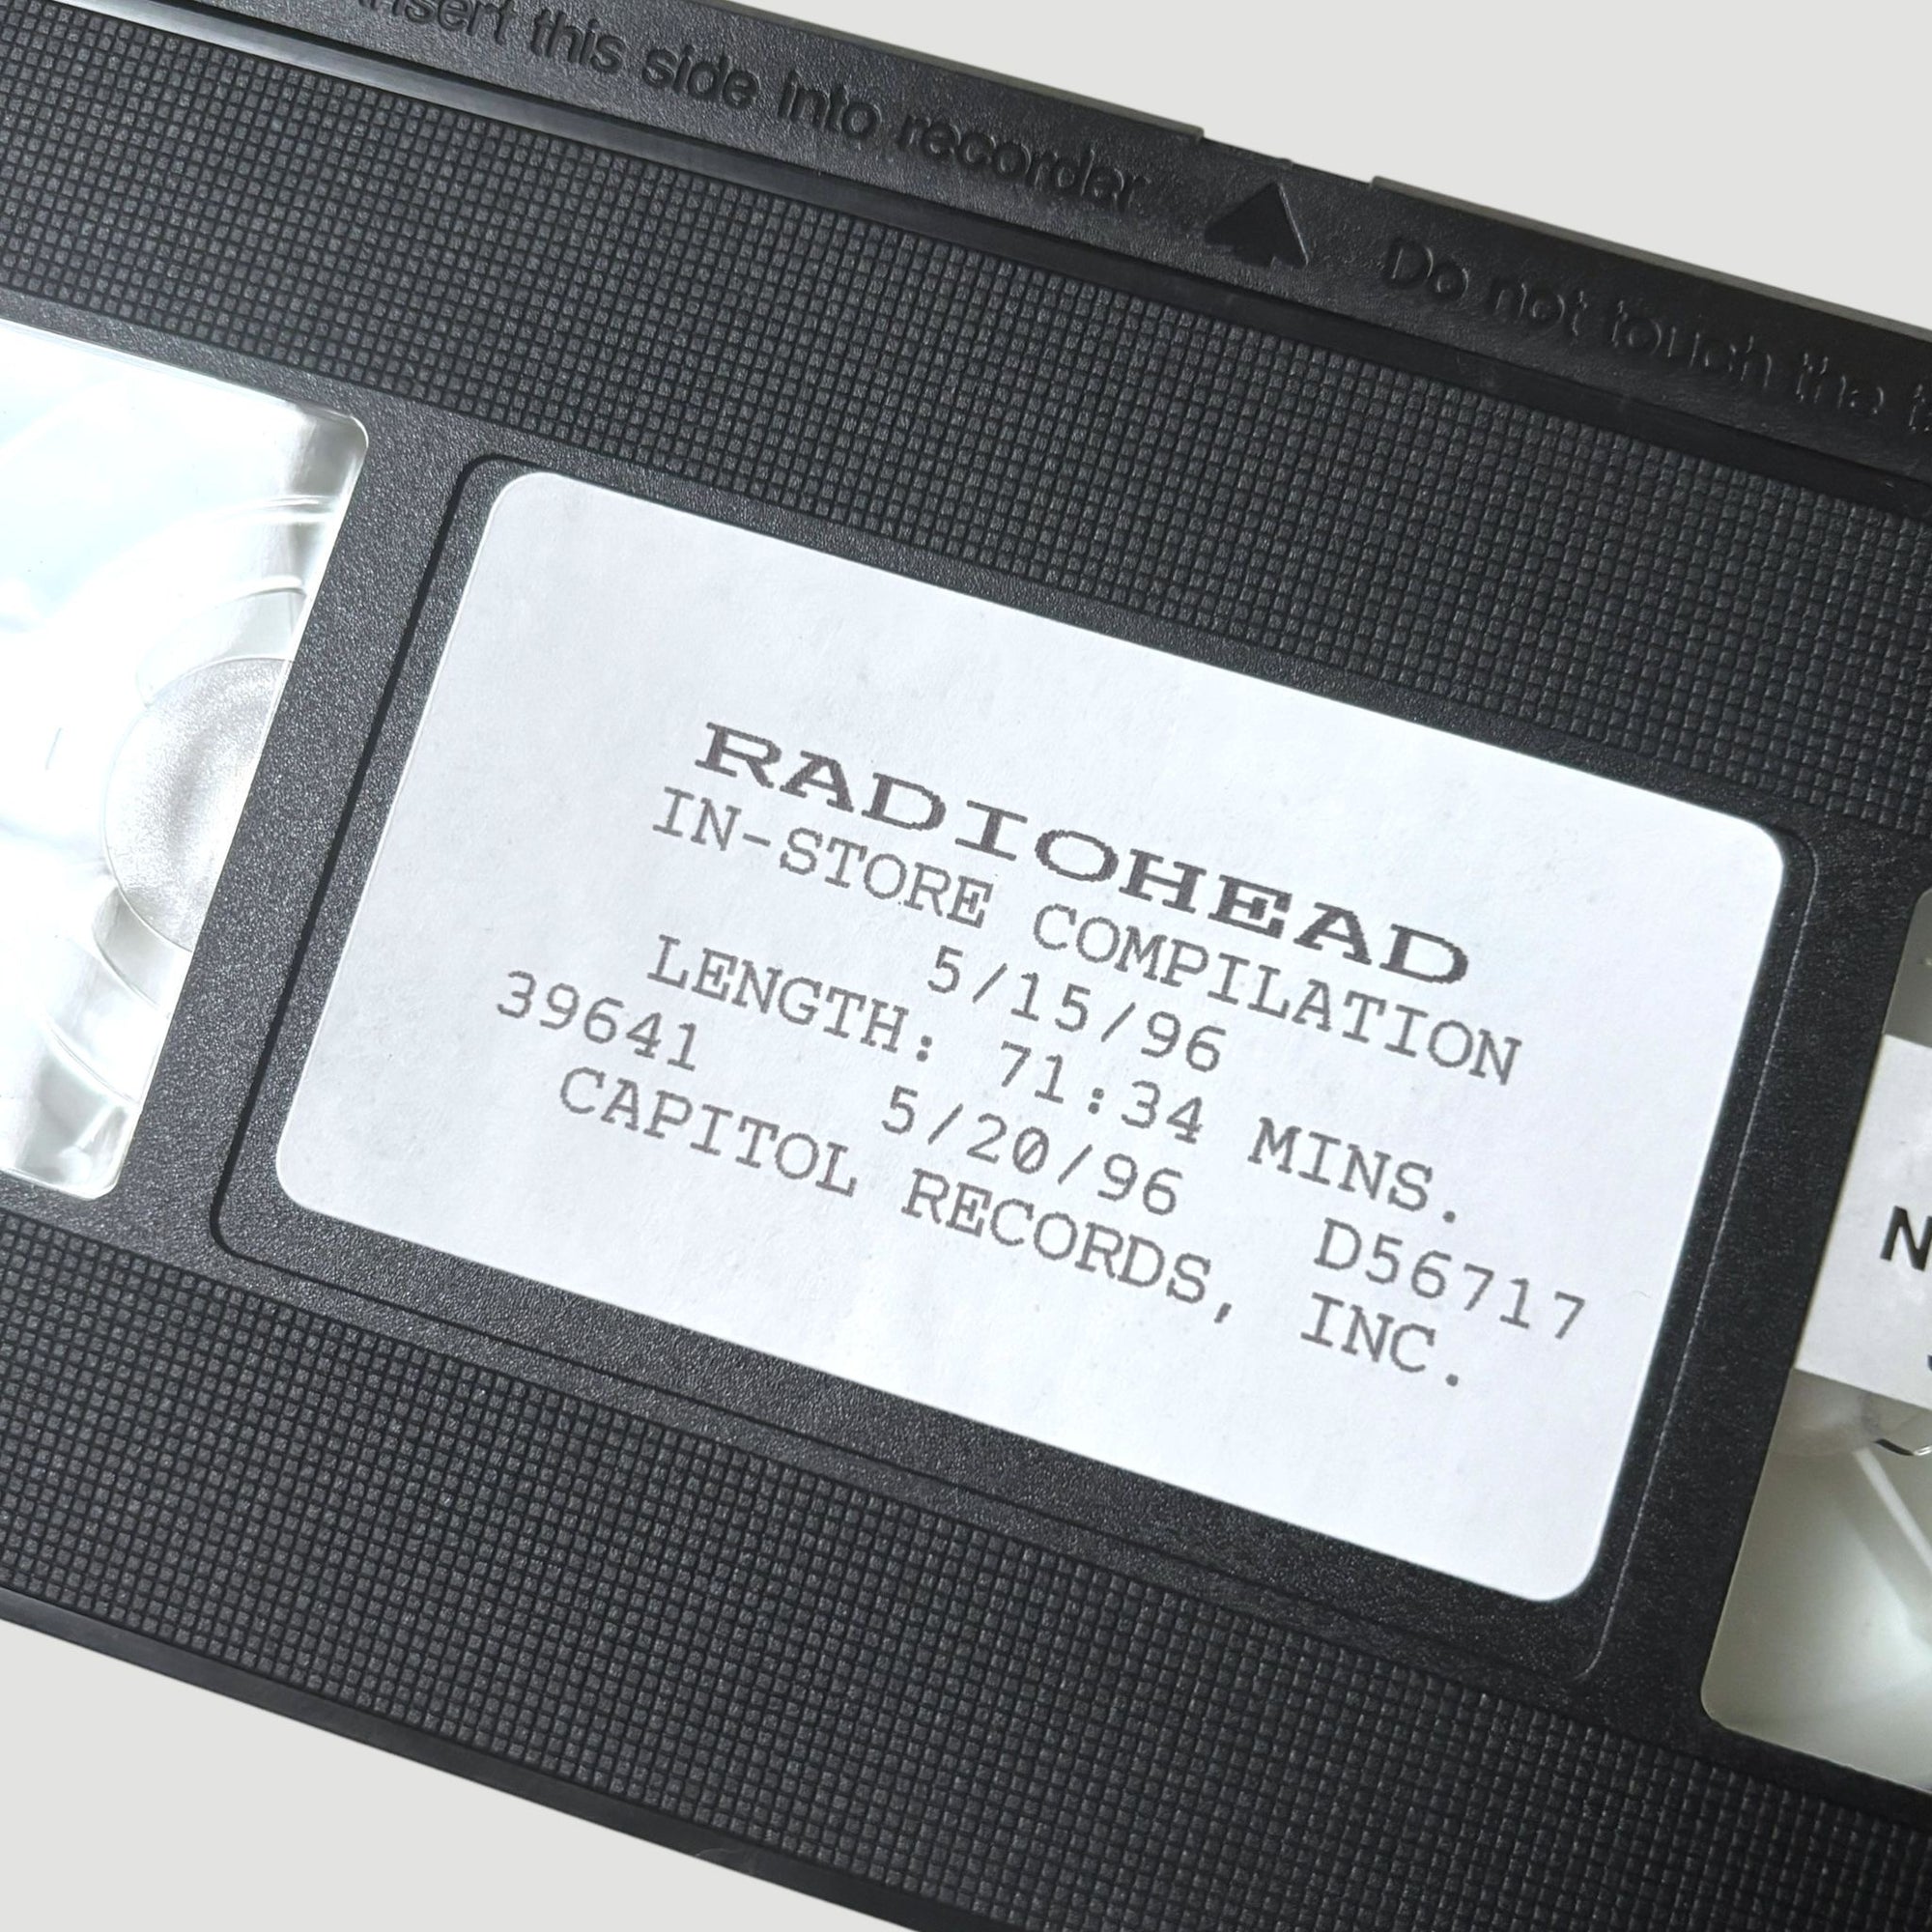 Insert this side into recorder
Do not touch the
RADIOHEAD
IN-STORE COMPILATION
5/15/96
LENGTH: 71:34 MINS.
39641 5/20/96 D56717
CAPITOL RECORDS, INC.